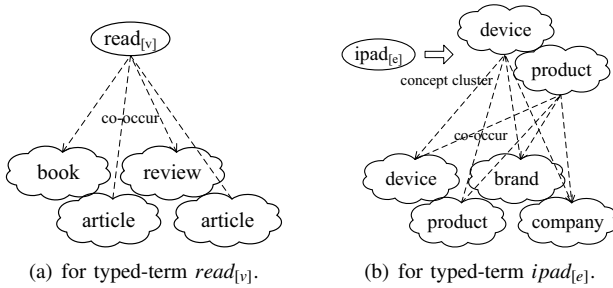 read[v]
co-occur
book
review
article
article
(a) for typed-term read[v].
device
ipad[e]
product
concept cluster
co-occur
device
brand
product
company
(b) for typed-term ipad[e].